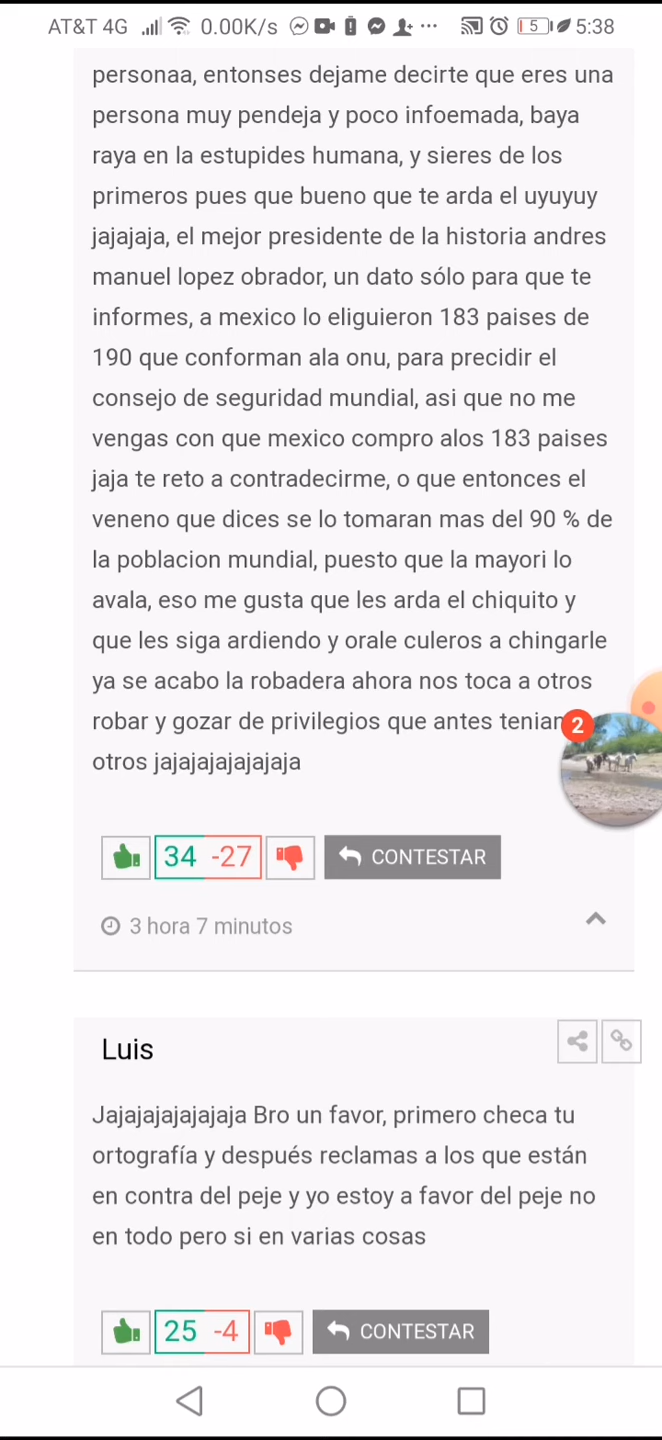 AT&T 4G 0.00K/s ... 5 5:38
personaa, entonses dejame decirte que eres una
persona muy pendeja y poco infoemada, baya
raya en la estupides humana, y sieres de los
primeros pues que bueno que te arda el uyuyuy
jajajaja, el mejor presidente de la historia andres
manuel lopez obrador, un dato sólo para que te
informes, a mexico lo eliguieron 183 paises de
190 que conforman ala onu, para precidir el
consejo de seguridad mundial, asi que no me
vengas con que mexico compro alos 183 paises
jaja te reto a contradecirme, o que entonces el
veneno que dices se lo tomaran mas del 90 % de
la poblacion mundial, puesto que la mayori lo
avala, eso me gusta que les arda el chiquito y
que les siga ardiendo y orale culeros a chingarle
ya se acabo la robadera ahora nos toca a otros
robar y gozar de privilegios que antes tenian 2
otros jajajajajajajaja
34 -27 CONTESTAR
3 hora 7 minutos
Luis
Jajajajajajajaja Bro un favor, primero checa tu
ortografía y después reclamas a los que están
en contra del peje y yo estoy a favor del peje no
en todo pero si en varias cosas
25 -4 CONTESTAR